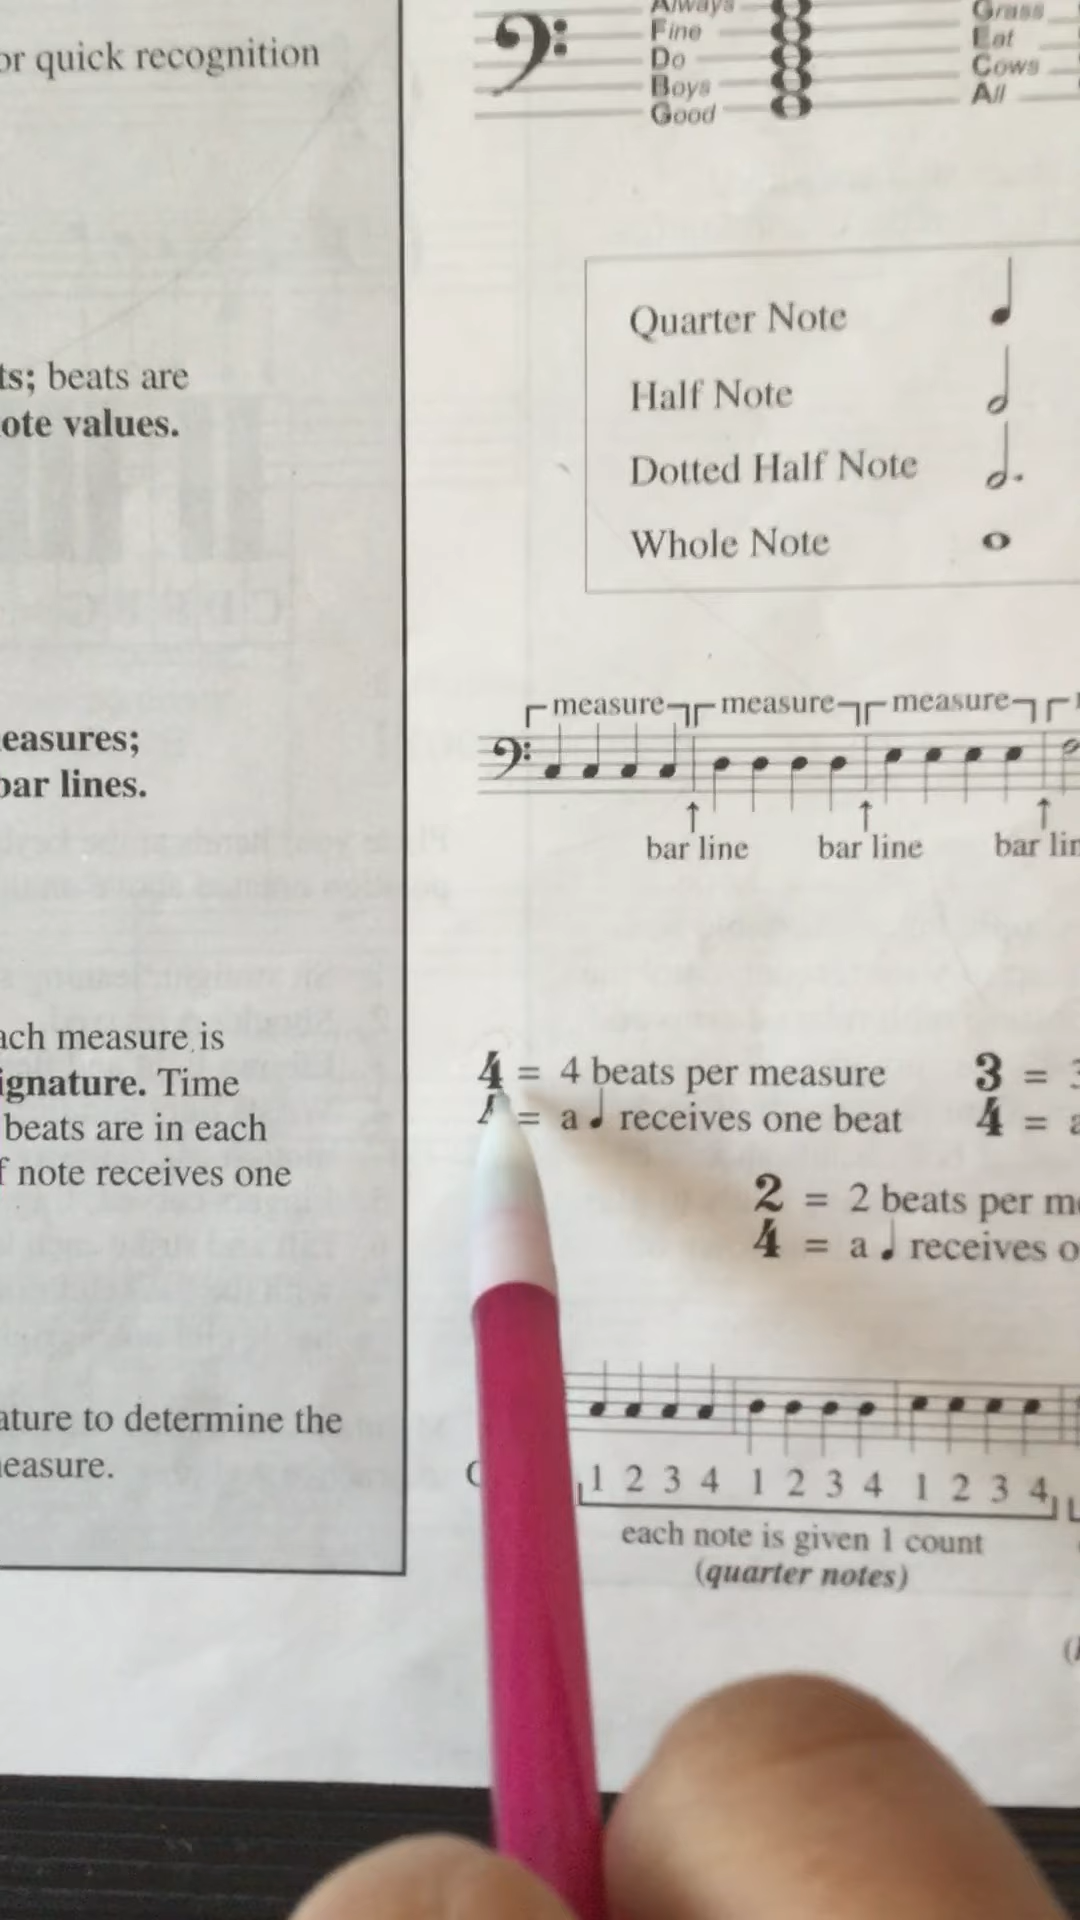 or quick recognition
ts; beats are
ote values.
easures;
bar lines.
ach measure is
ignature. Time
beats are in each
f note receives one
ature to determine the
easure.
Always
Fine
Do
Boys
Good
Grass
Eat
Cows
All
Quarter Note
Half Note
Dotted Half Note
Whole Note
measure measure measure
bar line bar line bar lin
4 = 4 beats per measure
4 = a ♩ receives one beat
3 = 3
4 = a
2 = 2 beats per me
4 = a ♩ receives o
1 2 3 4 1 2 3 4 1 2 3 4
each note is given 1 count
(quarter notes)